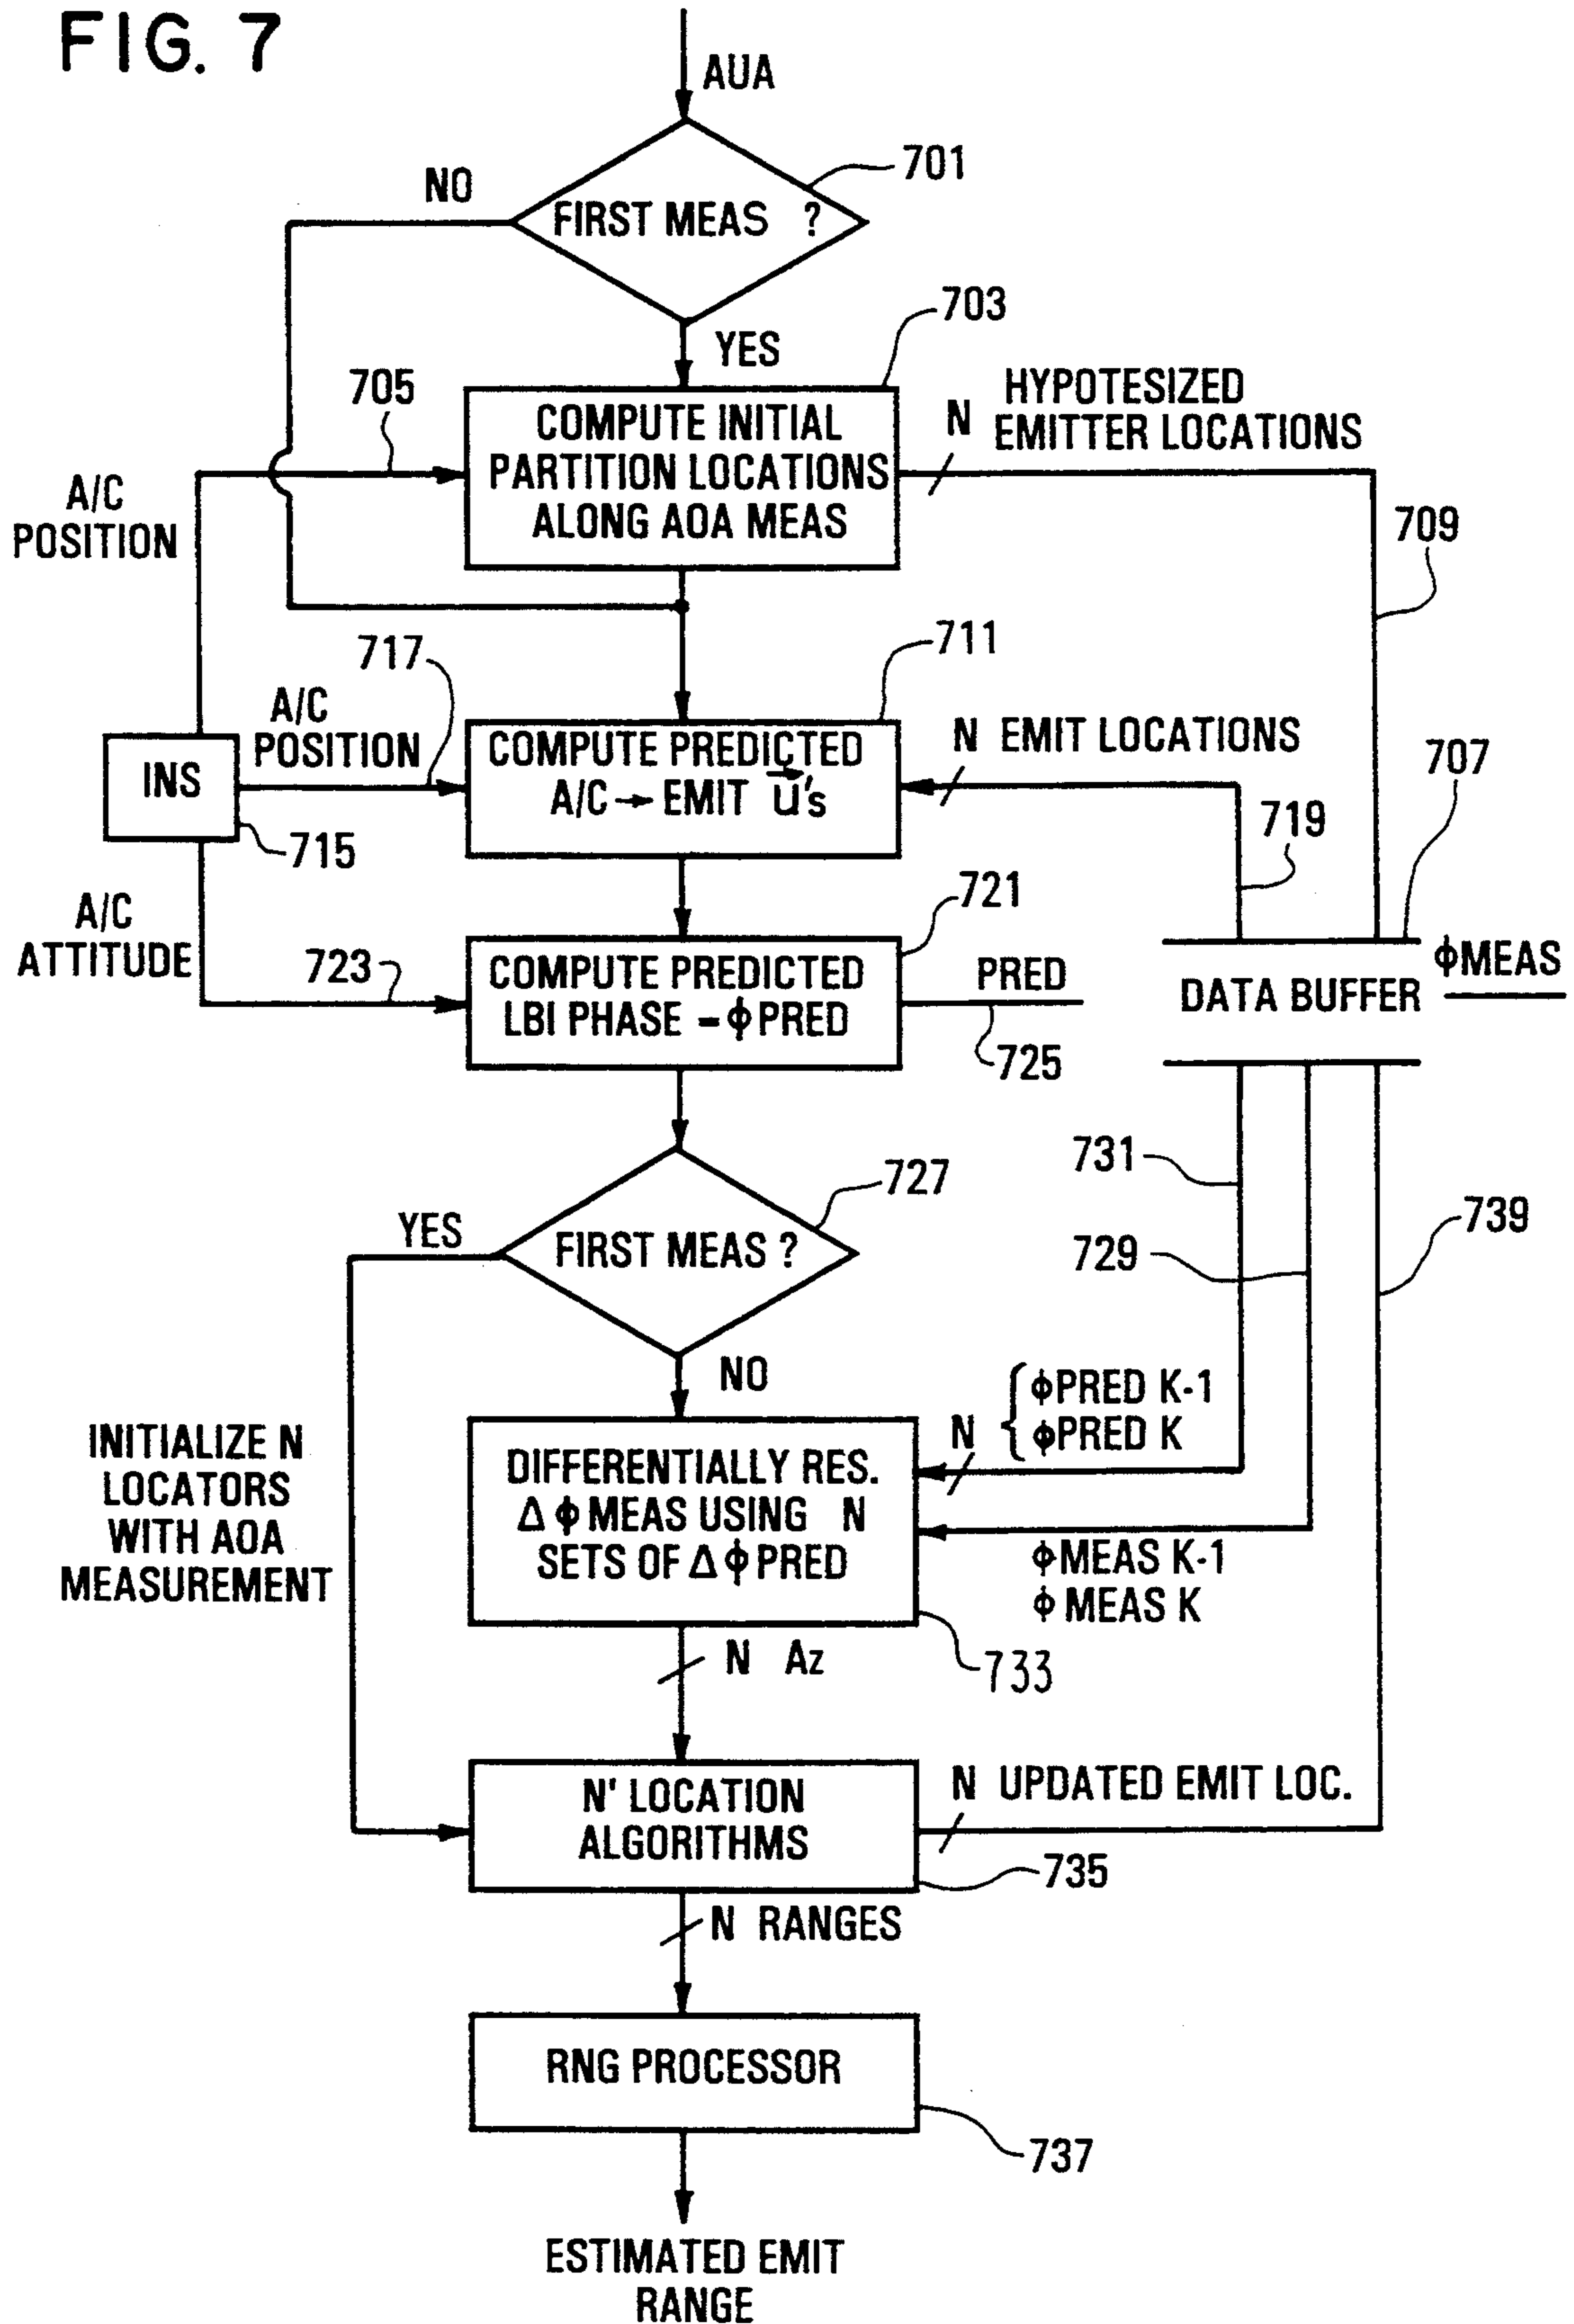 FIG. 7
AUA
701
NO
FIRST MEAS ?
703
YES
705
COMPUTE INITIAL
PARTITION LOCATIONS
ALONG AOA MEAS
N
HYPOTESIZED
EMITTER LOCATIONS
A/C
POSITION
709
711
717
A/C
POSITION
INS
715
COMPUTE PREDICTED
A/C → EMIT u⃗'s
N EMIT LOCATIONS
707
719
A/C
ATTITUDE
721
723
COMPUTE PREDICTED
LBI PHASE - ϕ PRED
PRED
725
DATA BUFFER
ϕMEAS
731
727
YES
FIRST MEAS ?
729
739
NO
INITIALIZE N
LOCATORS
WITH AOA
MEASUREMENT
N { ϕPRED K-1
ϕPRED K
DIFFERENTIALLY RES.
Δ ϕ MEAS USING N
SETS OF Δ ϕ PRED
ϕMEAS K-1
ϕ MEAS K
733
N Az
N' LOCATION
ALGORITHMS
N UPDATED EMIT LOC.
735
N RANGES
RNG PROCESSOR
737
ESTIMATED EMIT
RANGE